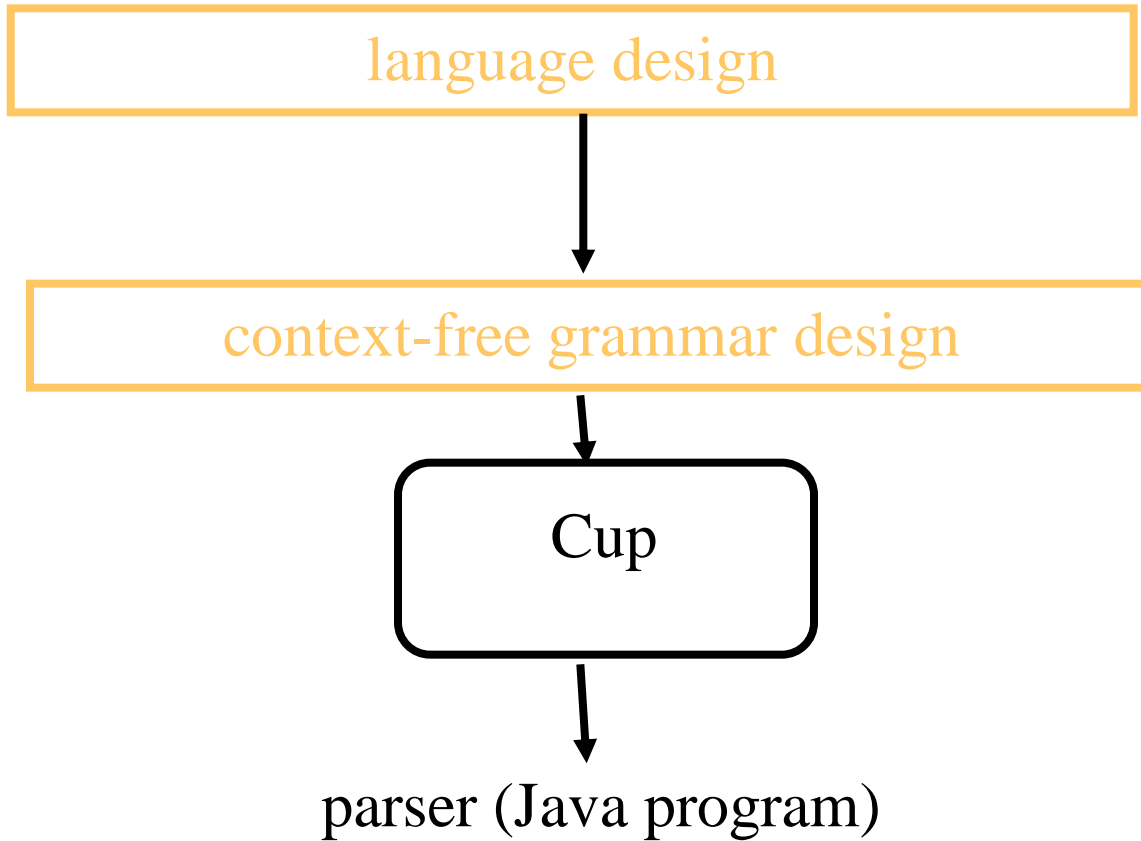 language design
context-free grammar design
Cup
parser (Java program)